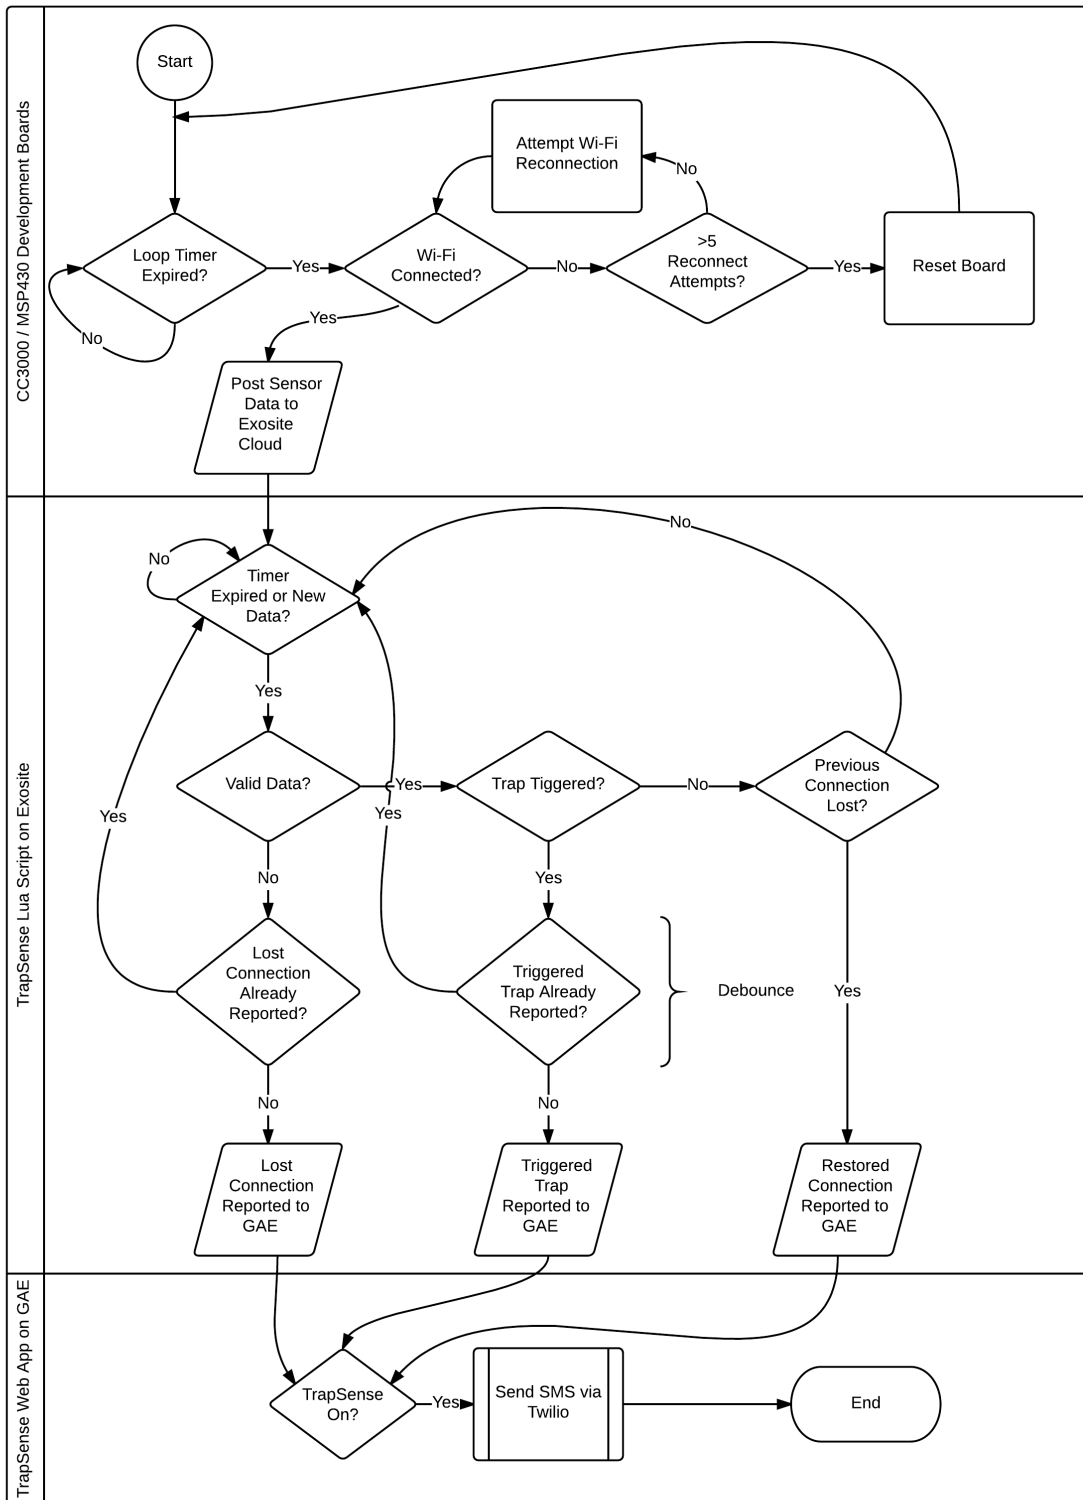 CC3000 / MSP430 Development Boards
Start
Attempt Wi-Fi
Reconnection
No
Loop Timer
Expired?
Yes
Wi-Fi
Connected?
No
>5
Reconnect
Attempts?
Yes
Reset Board
No
Yes
Post Sensor
Data to
Exosite
Cloud
TrapSense Lua Script on Exosite
No
No
Timer
Expired or New
Data?
Yes
Valid Data?
Yes
Trap Tiggered?
No
Previous
Connection
Lost?
Yes
Yes
No
Yes
Lost
Connection
Already
Reported?
Triggered
Trap Already
Reported?
Debounce
Yes
No
No
Lost
Connection
Reported to
GAE
Triggered
Trap
Reported to
GAE
Restored
Connection
Reported to
GAE
TrapSense Web App on GAE
TrapSense
On?
Yes
Send SMS via
Twilio
End